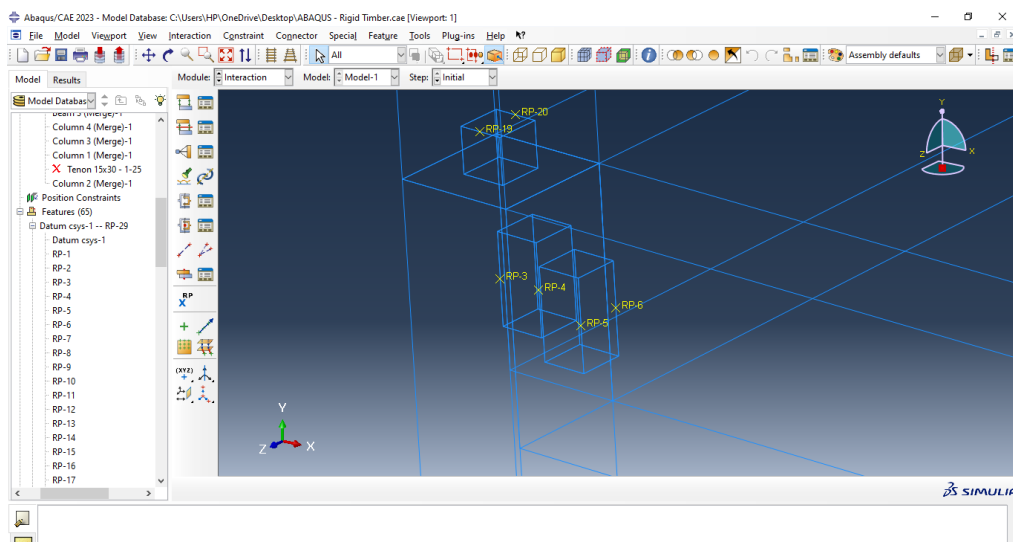 Abaqus/CAE 2023 - Model Database: C:\Users\HP\OneDrive\Desktop\ABAQUS - Rigid Timber.cae [Viewport: 1]
File Model Viewport View Interaction Constraint Connector Special Feature Tools Plug-ins Help
All
Assembly defaults
Model Results
Module: Interaction Model: Model-1 Step: Initial
Model Databas
Beam 3 (Merge)-1
Column 4 (Merge)-1
Column 3 (Merge)-1
Column 1 (Merge)-1
Tenon 15x30 - 1-25
Column 2 (Merge)-1
Position Constraints
Features (65)
Datum csys-1 -- RP-29
Datum csys-1
RP-1
RP-2
RP-3
RP-4
RP-5
RP-6
RP-7
RP-8
RP-9
RP-10
RP-11
RP-12
RP-13
RP-14
RP-15
RP-16
RP-17
RP
(XYZ)
RP-20
RP-19
RP-3
RP-4
RP-6
RP-5
Y
Z
X
Y
Z
X
SIMULIA